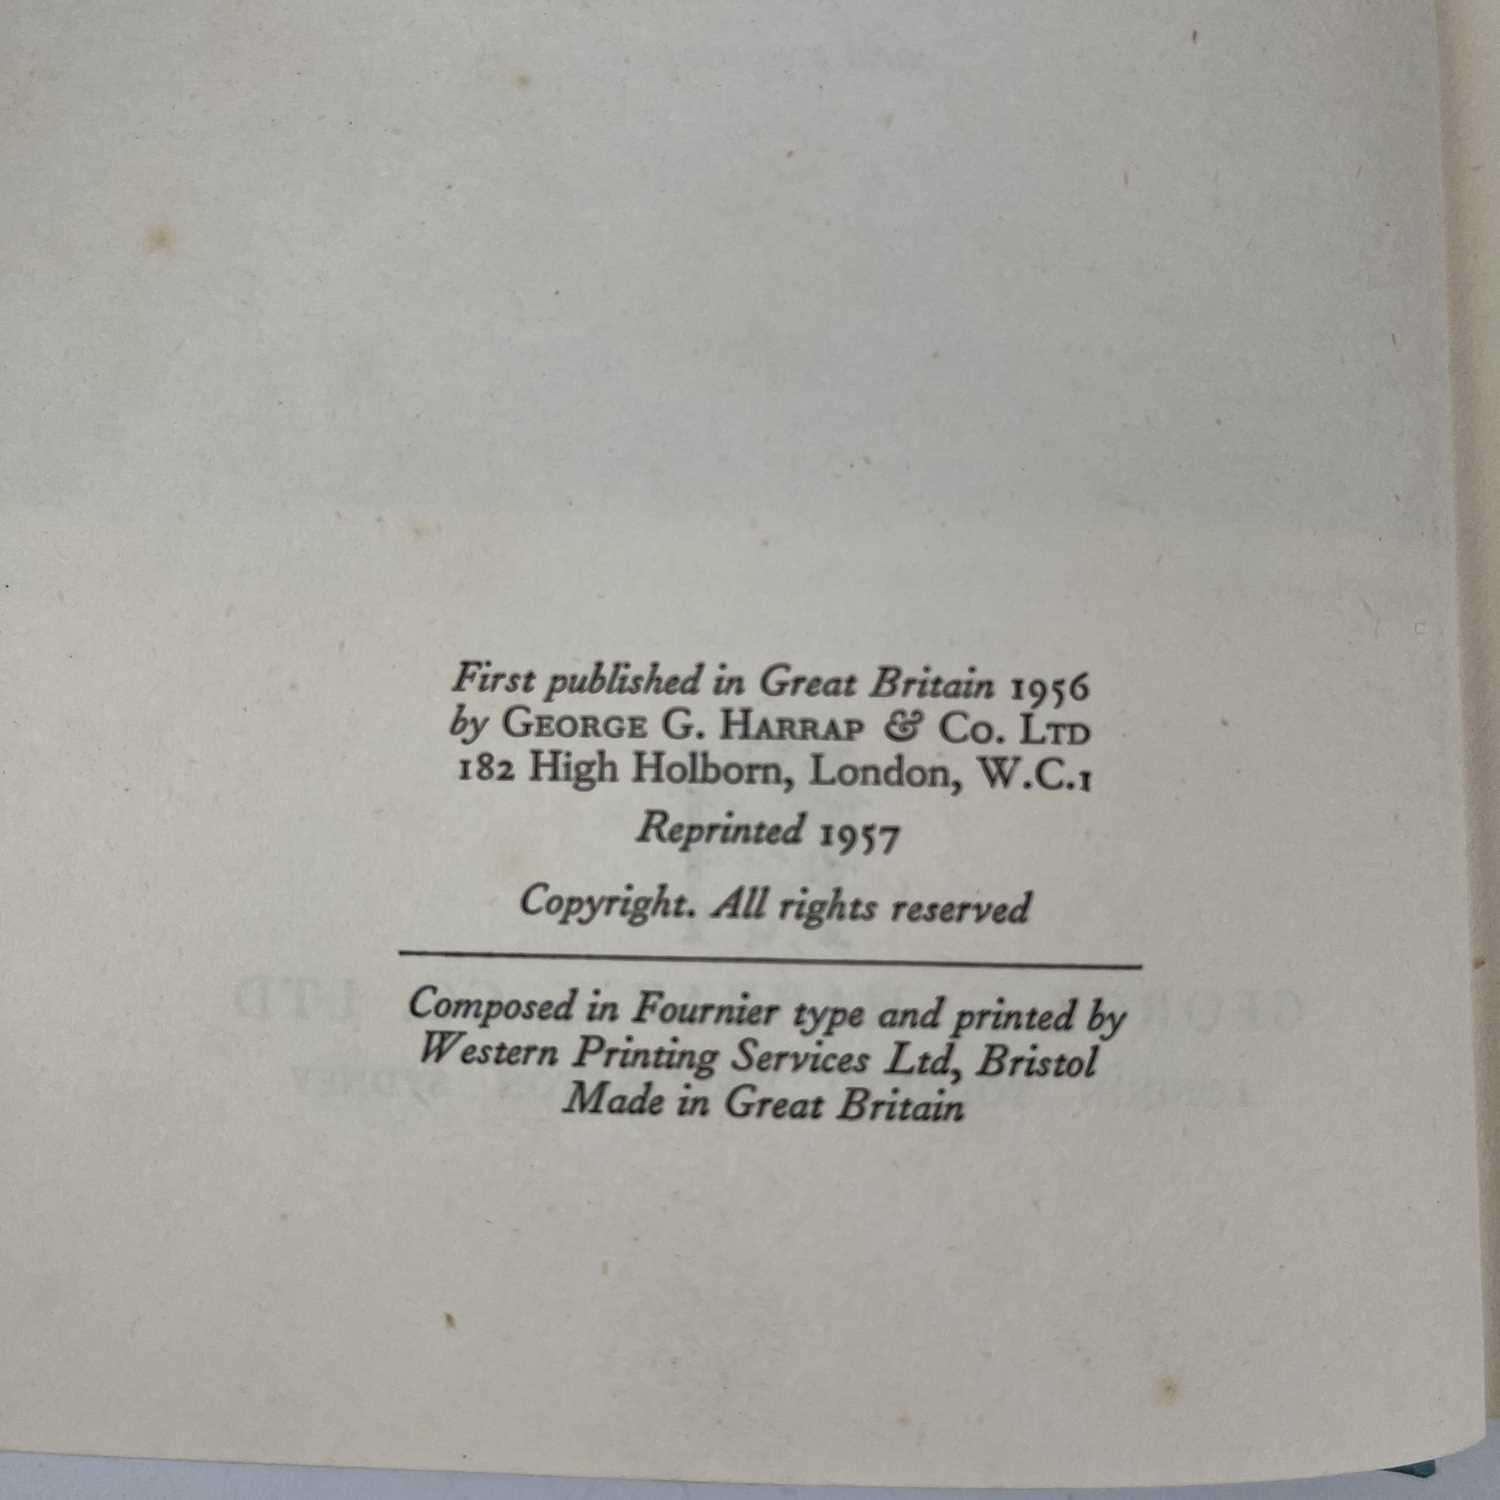 First published in Great Britain 1956
by GEORGE G. HARRAP & CO. LTD
182 High Holborn, London, W.C.1
Reprinted 1957
Copyright. All rights reserved
Composed in Fournier type and printed by
Western Printing Services Ltd, Bristol
Made in Great Britain